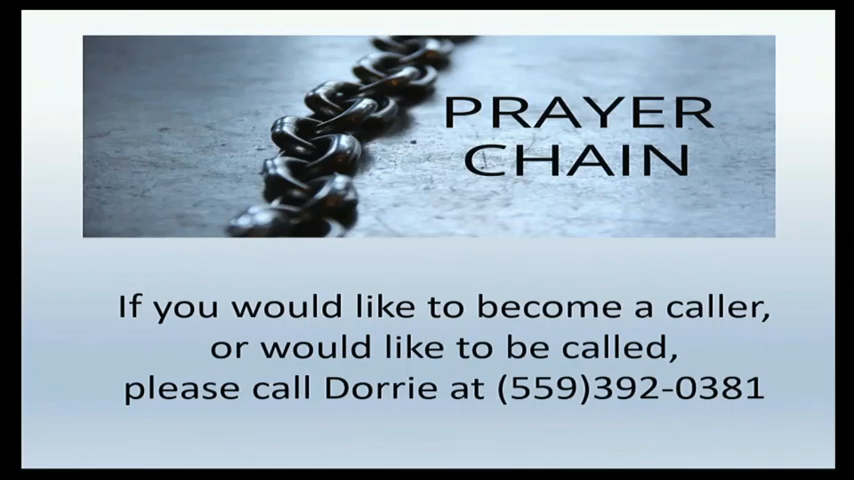 PRAYER
CHAIN
If you would like to become a caller,
or would like to be called,
please call Dorrie at (559)392-0381